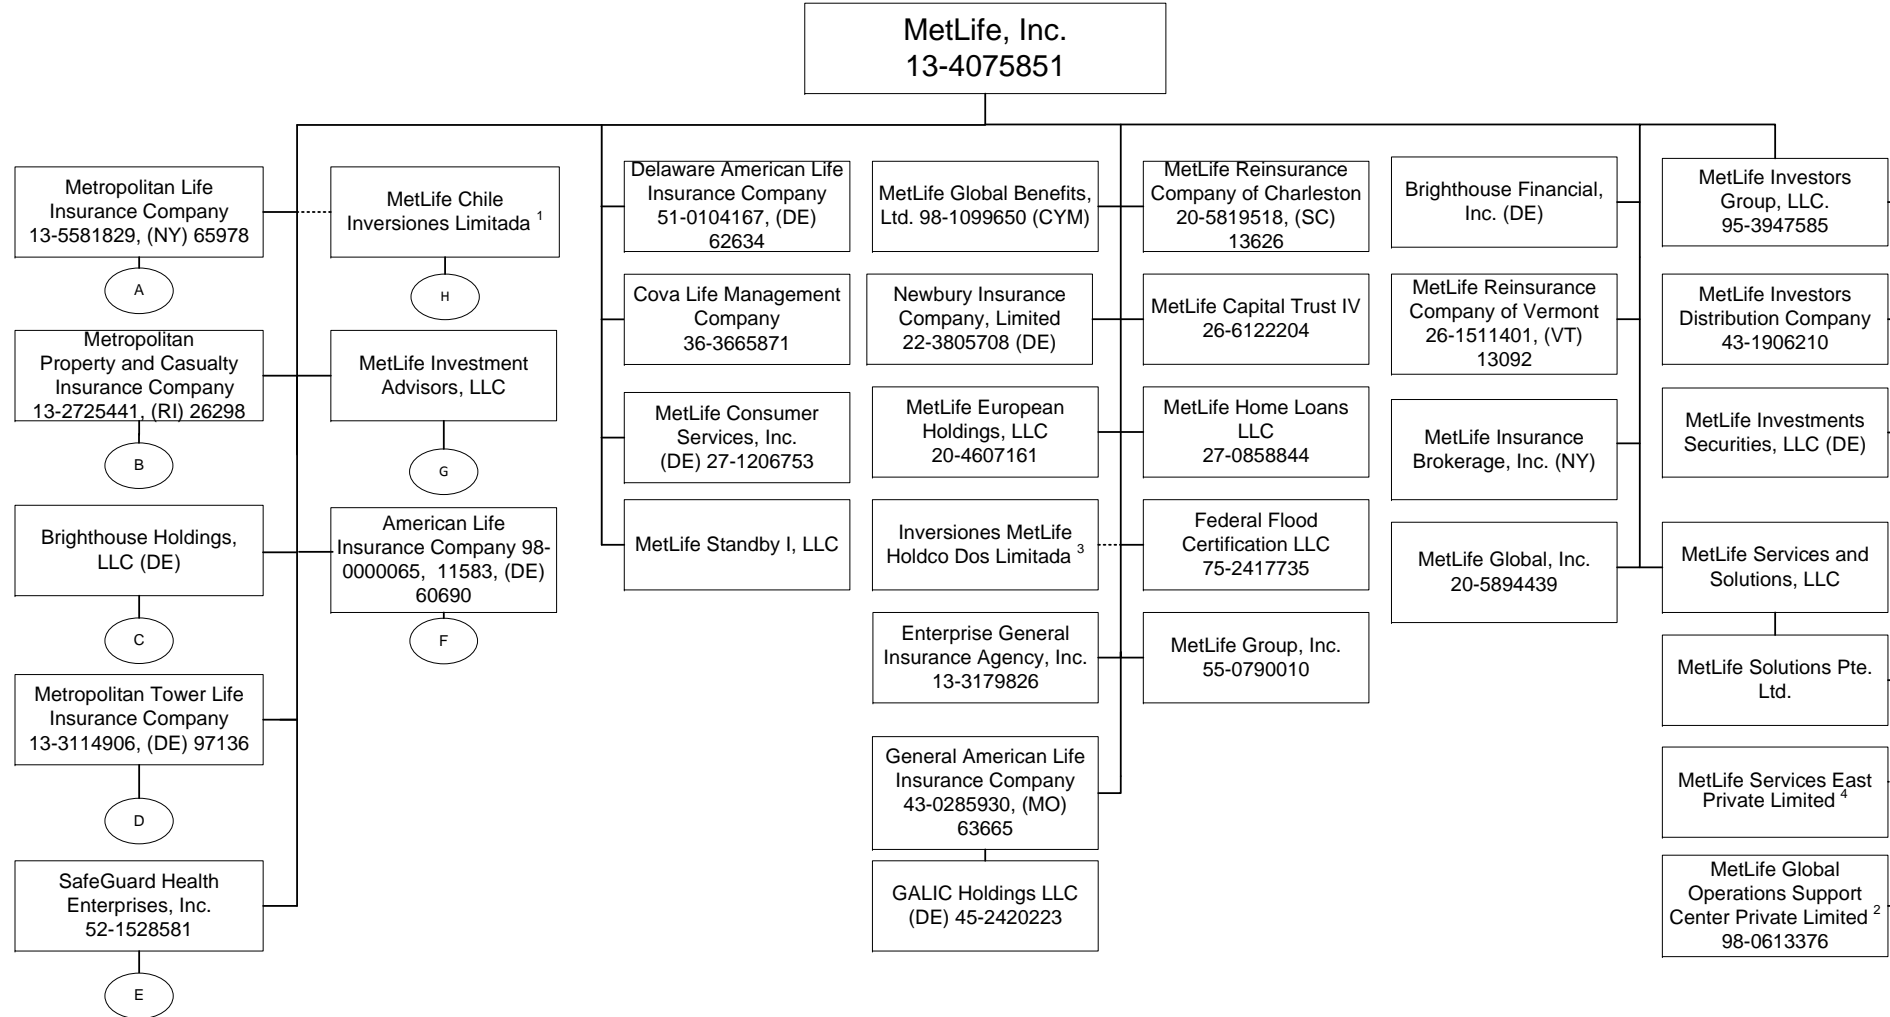 MetLife, Inc.
13-4075851
Metropolitan Life
Insurance Company
13-5581829, (NY) 65978
A
Metropolitan
Property and Casualty
Insurance Company
13-2725441, (RI) 26298
B
Brighthouse Holdings,
LLC (DE)
C
Metropolitan Tower Life
Insurance Company
13-3114906, (DE) 97136
D
SafeGuard Health
Enterprises, Inc.
52-1528581
E
MetLife Chile
Inversiones Limitada 1
H
MetLife Investment
Advisors, LLC
G
American Life
Insurance Company 98-
0000065, 11583, (DE)
60690
F
Delaware American Life
Insurance Company
51-0104167, (DE)
62634
Cova Life Management
Company
36-3665871
MetLife Consumer
Services, Inc.
(DE) 27-1206753
MetLife Standby I, LLC
MetLife Global Benefits,
Ltd. 98-1099650 (CYM)
Newbury Insurance
Company, Limited
22-3805708 (DE)
MetLife European
Holdings, LLC
20-4607161
Inversiones MetLife
Holdco Dos Limitada 3
Enterprise General
Insurance Agency, Inc.
13-3179826
General American Life
Insurance Company
43-0285930, (MO)
63665
GALIC Holdings LLC
(DE) 45-2420223
MetLife Reinsurance
Company of Charleston
20-5819518, (SC)
13626
MetLife Capital Trust IV
26-6122204
MetLife Home Loans
LLC
27-0858844
Federal Flood
Certification LLC
75-2417735
MetLife Group, Inc.
55-0790010
Brighthouse Financial,
Inc. (DE)
MetLife Reinsurance
Company of Vermont
26-1511401, (VT)
13092
MetLife Insurance
Brokerage, Inc. (NY)
MetLife Global, Inc.
20-5894439
MetLife Investors
Group, LLC.
95-3947585
MetLife Investors
Distribution Company
43-1906210
MetLife Investments
Securities, LLC (DE)
MetLife Services and
Solutions, LLC
MetLife Solutions Pte.
Ltd.
MetLife Services East
Private Limited 4
MetLife Global
Operations Support
Center Private Limited 2
98-0613376